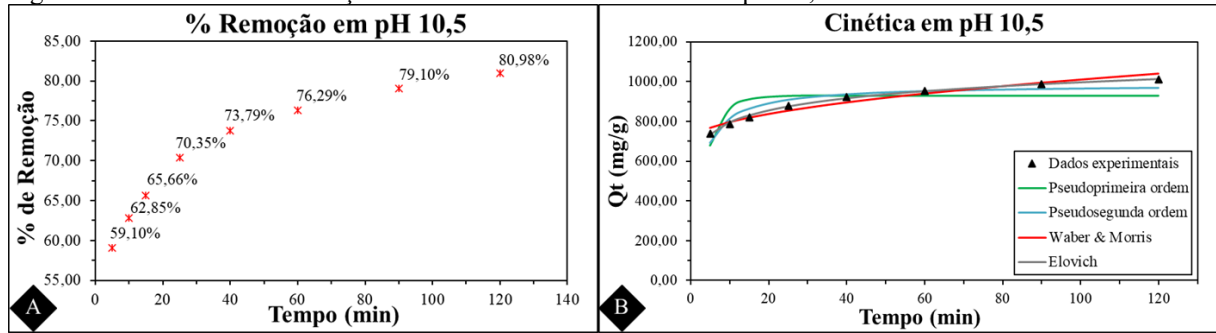 % Remoção em pH 10,5
85,00
80,00
75,00
70,00
65,00
60,00
55,00
% de Remoção
59,10%
62,85%
65,66%
70,35%
73,79%
76,29%
79,10%
80,98%
0 20 40 60 80 100 120 140
Tempo (min)
A
Cinética em pH 10,5
1200,00
1000,00
800,00
600,00
400,00
200,00
0,00
Qt (mg/g)
Dados experimentais
Pseudoprimeira ordem
Pseudosegunda ordem
Waber & Morris
Elovich
0 20 40 60 80 100 120
Tempo (min)
B